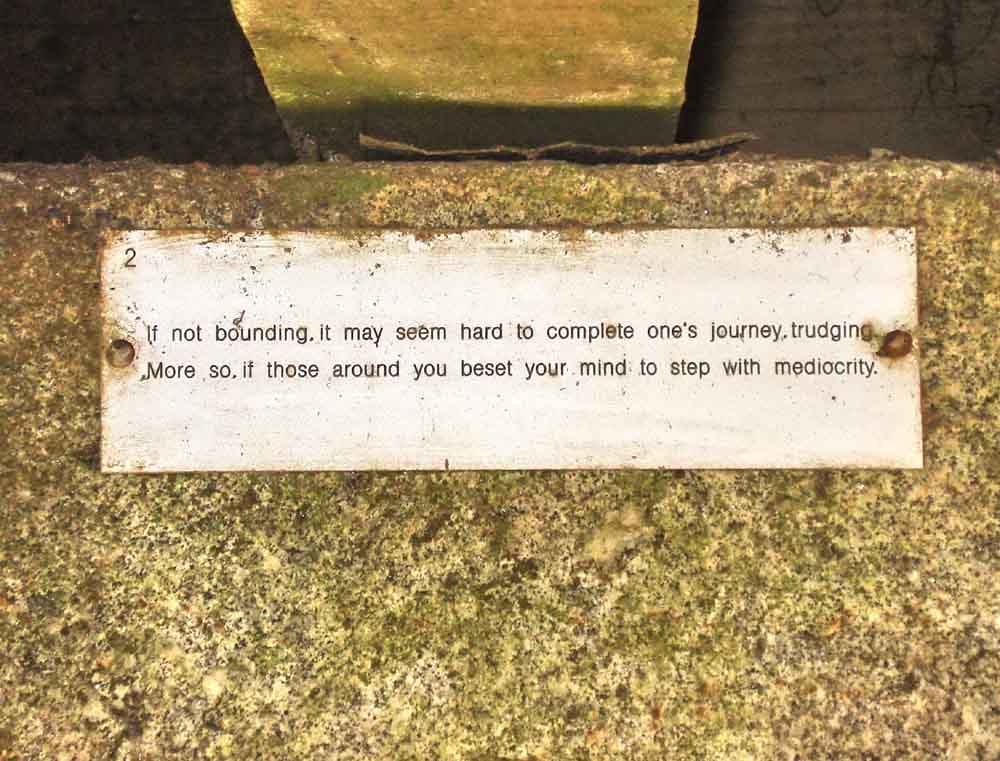 2
If not bounding, it may seem hard to complete one's journey, trudging.
More so, if those around you beset your mind to step with mediocrity.